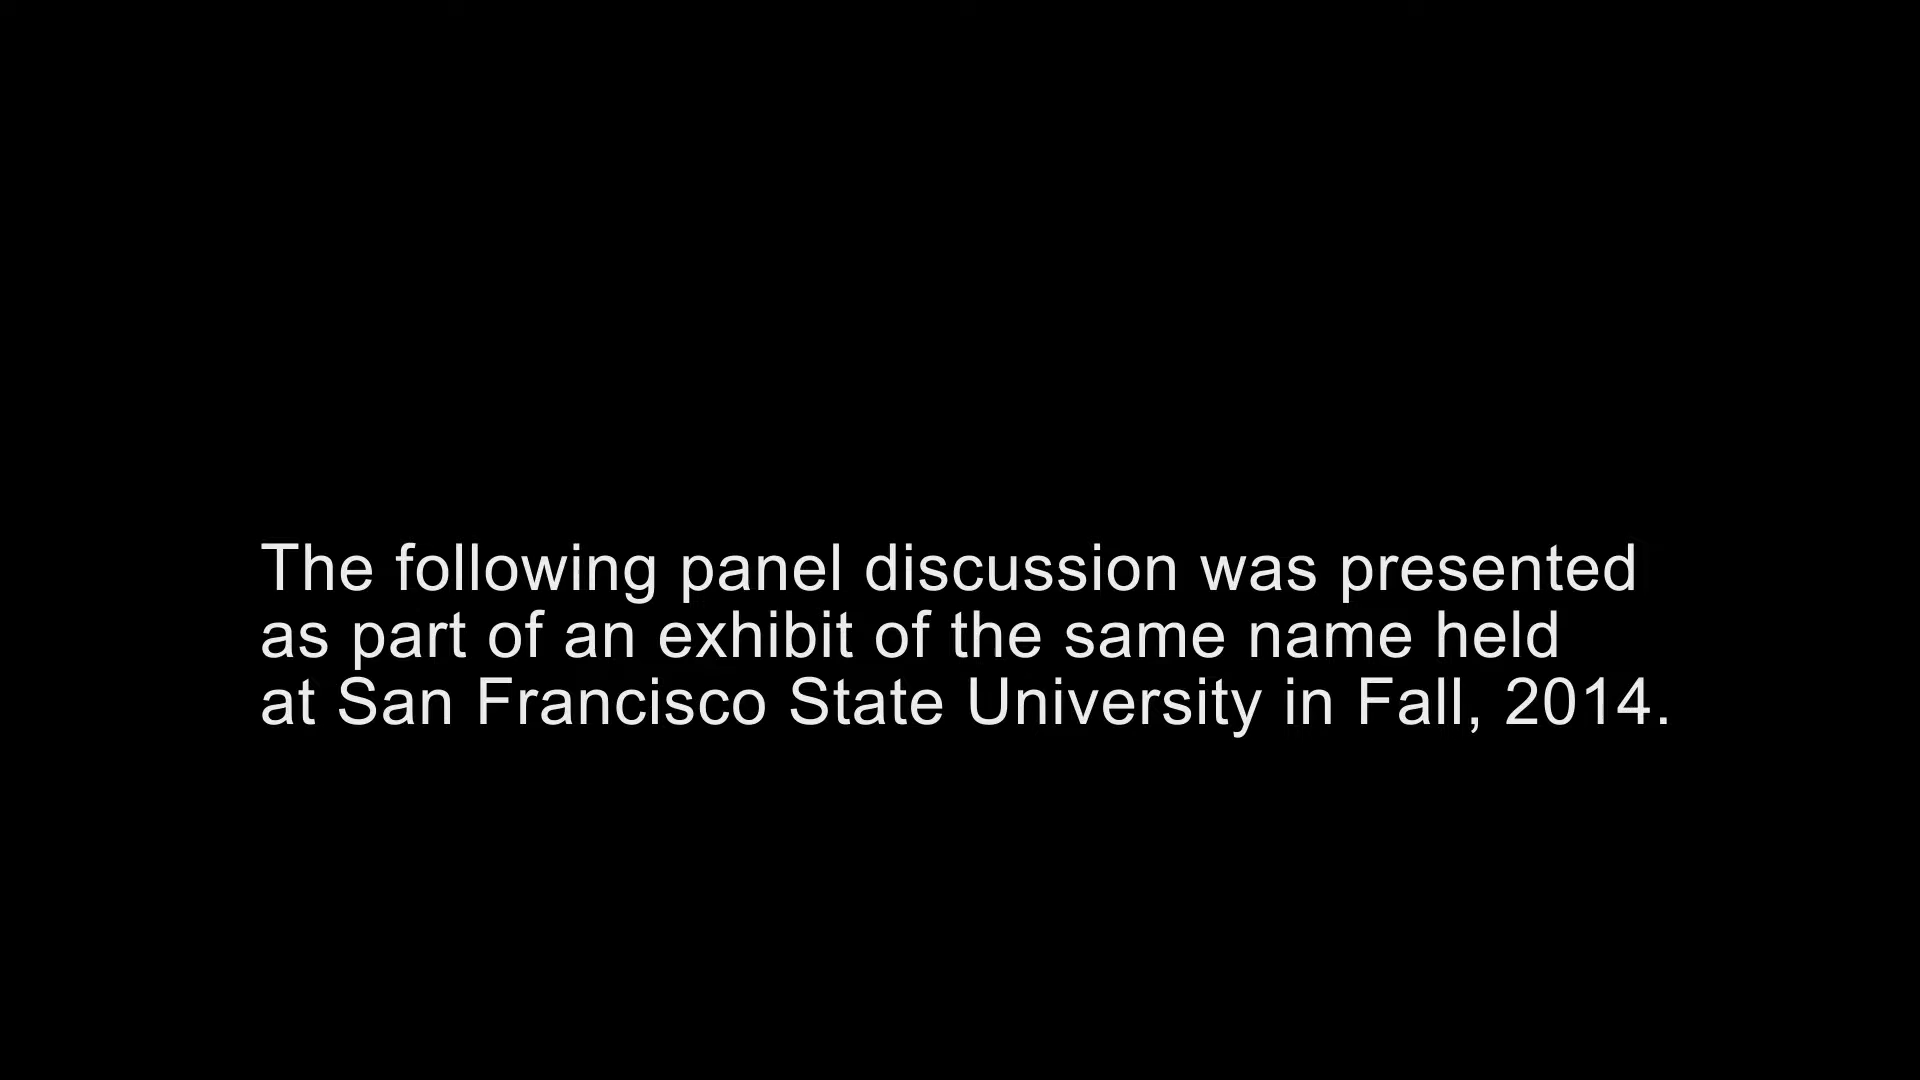 The following panel discussion was presented
as part of an exhibit of the same name held
at San Francisco State University in Fall, 2014.